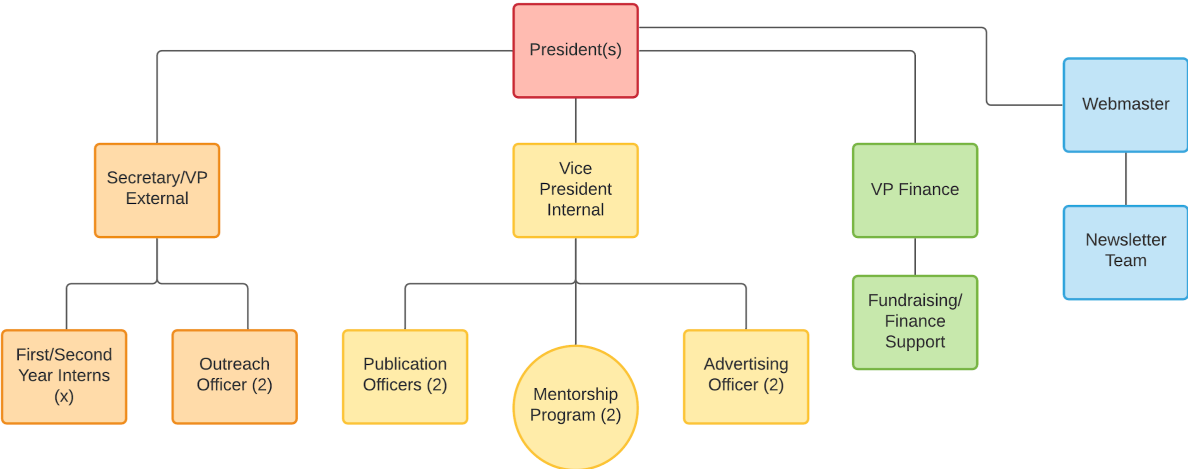 President(s)
Webmaster
Secretary/VP
External
Vice
President
Internal
VP Finance
Newsletter
Team
Fundraising/
Finance
Support
First/Second
Year Interns
(x)
Outreach
Officer (2)
Publication
Officers (2)
Mentorship
Program (2)
Advertising
Officer (2)